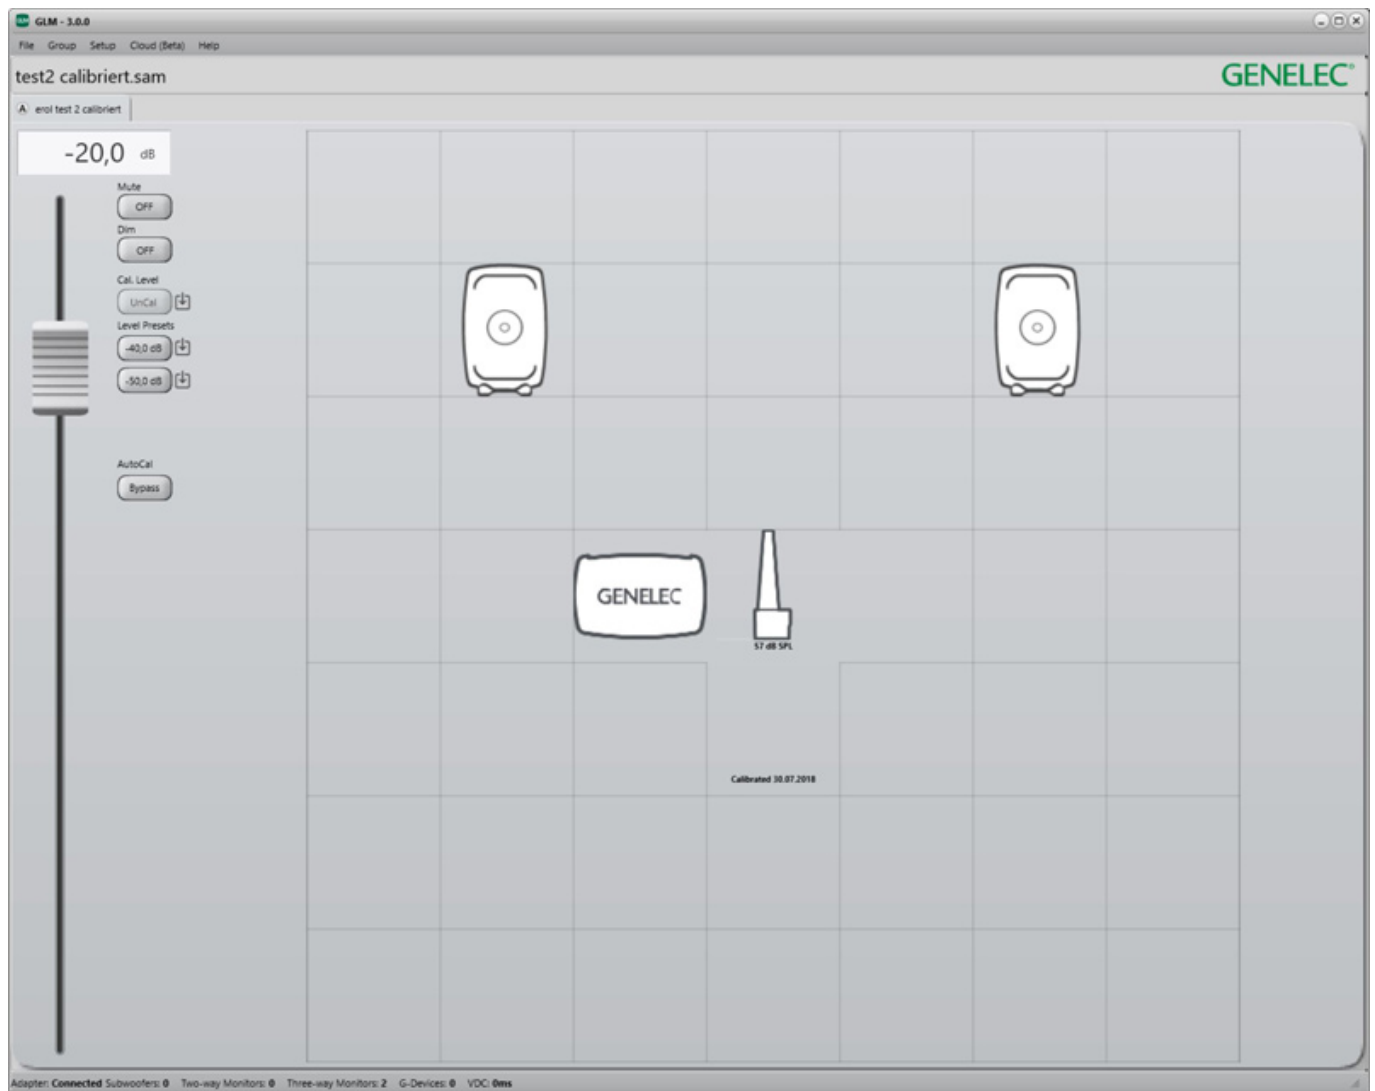 GLM - 3.0.0
File Group Setup Cloud (Beta) Help
test2 calibriert.sam
GENELEC
A erol test 2 calibriert
-20,0 dB
Mute
OFF
Dim
OFF
Cal. Level
UnCal
Level Presets
-40,0 dB
-50,0 dB
AutoCal
Bypass
GENELEC
57 dB SPL
Calibrated 30.07.2018
Adapter: Connected Subwoofers: 0 Two-way Monitors: 0 Three-way Monitors: 2 G-Devices: 0 VDC: 0ms